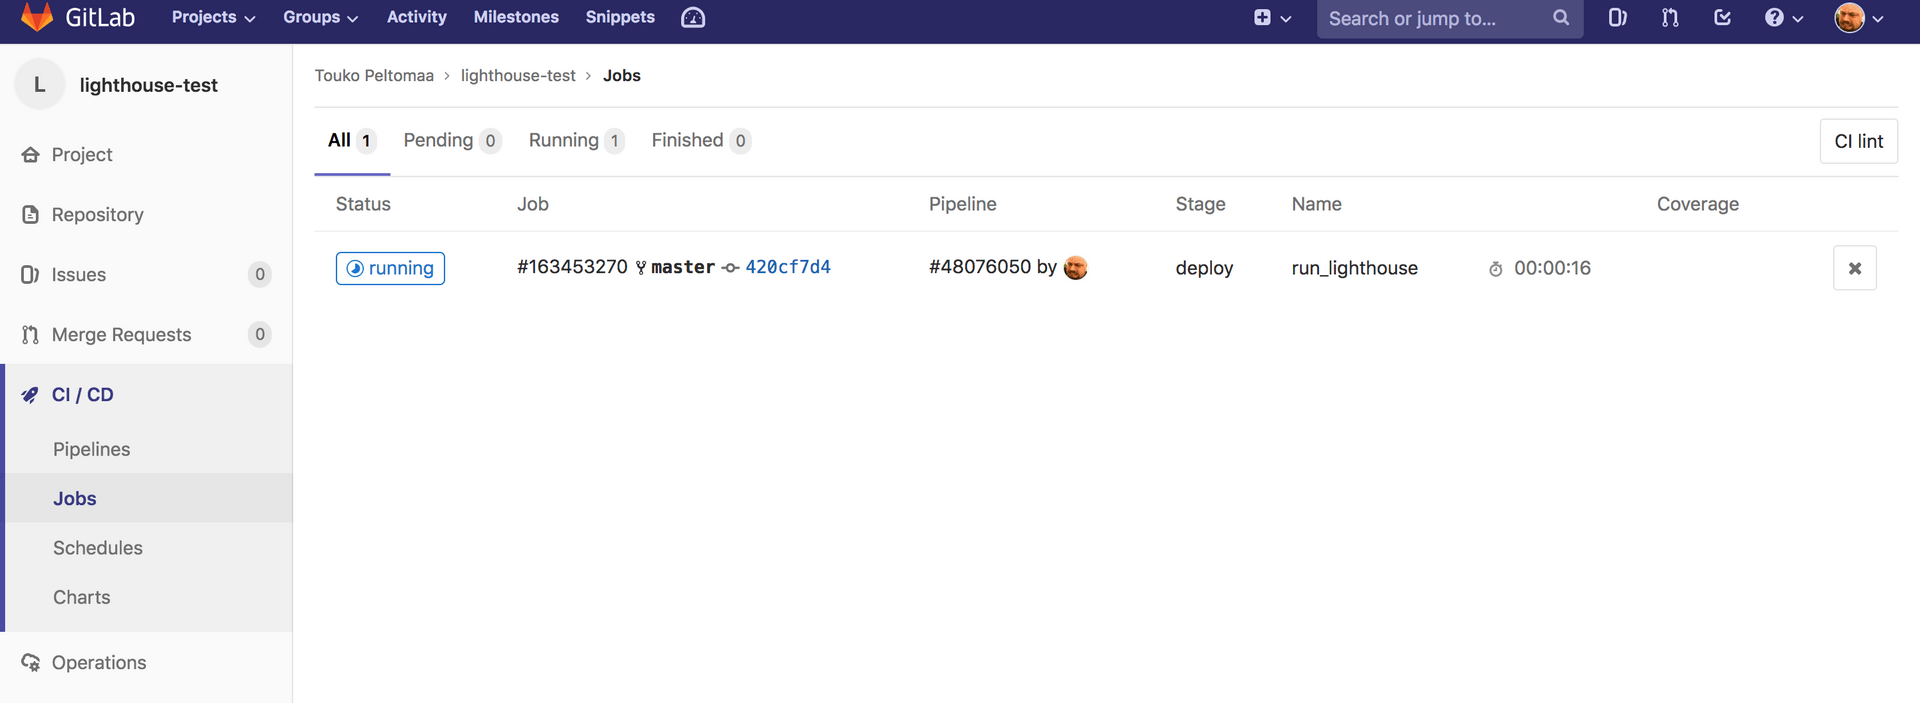 GitLab Projects Groups Activity Milestones Snippets Search or jump to...
L lighthouse-test
Project
Repository
Issues 0
Merge Requests 0
CI / CD
Pipelines
Jobs
Schedules
Charts
Operations
Touko Peltomaa › lighthouse-test › Jobs
All 1 Pending 0 Running 1 Finished 0 CI lint
Status Job Pipeline Stage Name Coverage
running #163453270 master 420cf7d4 #48076050 by deploy run_lighthouse 00:00:16